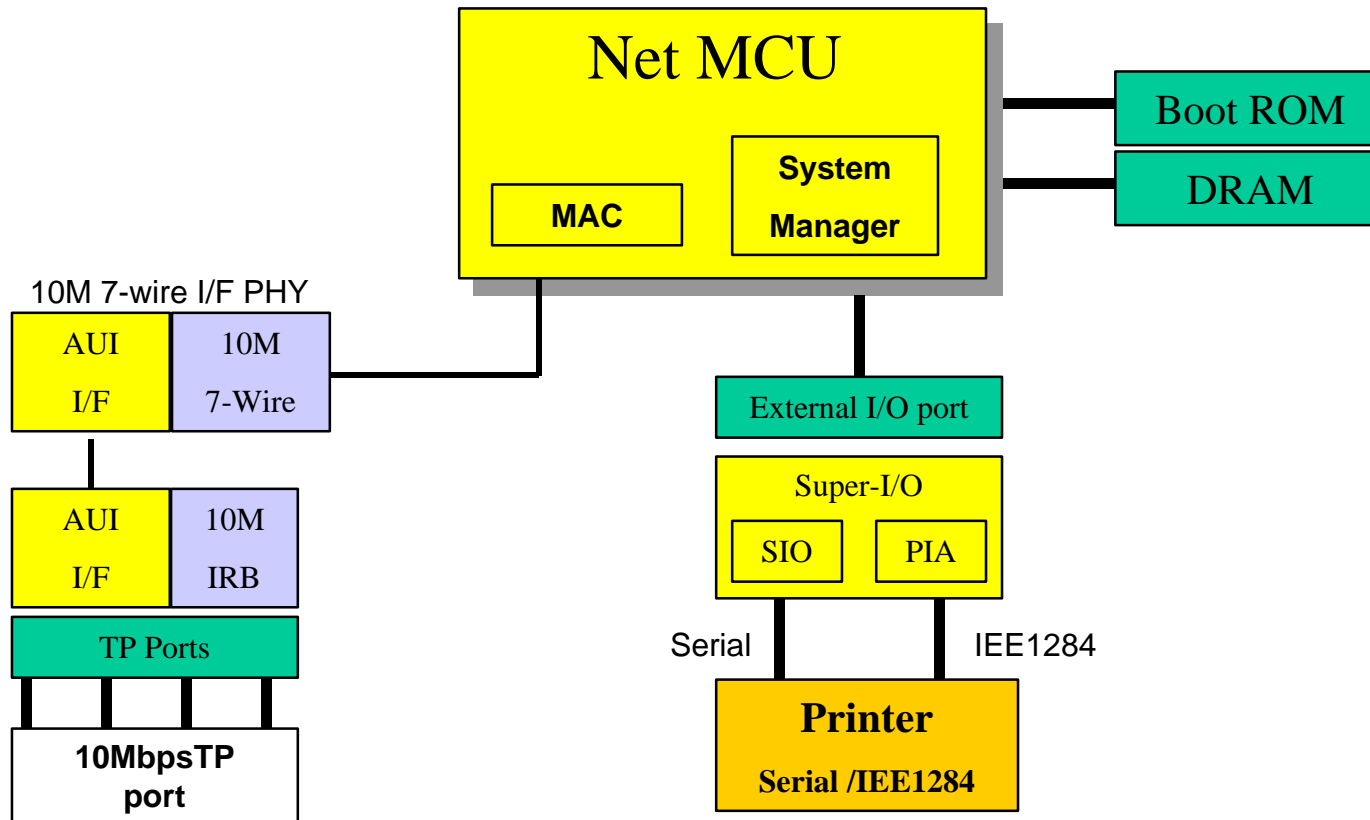 Net MCU
System
Manager
MAC
Boot ROM
DRAM
10M 7-wire I/F PHY
AUI
I/F
10M
7-Wire
AUI
I/F
10M
IRB
TP Ports
10MbpsTP
port
External I/O port
Super-I/O
SIO
PIA
Serial
IEE1284
Printer
Serial /IEE1284